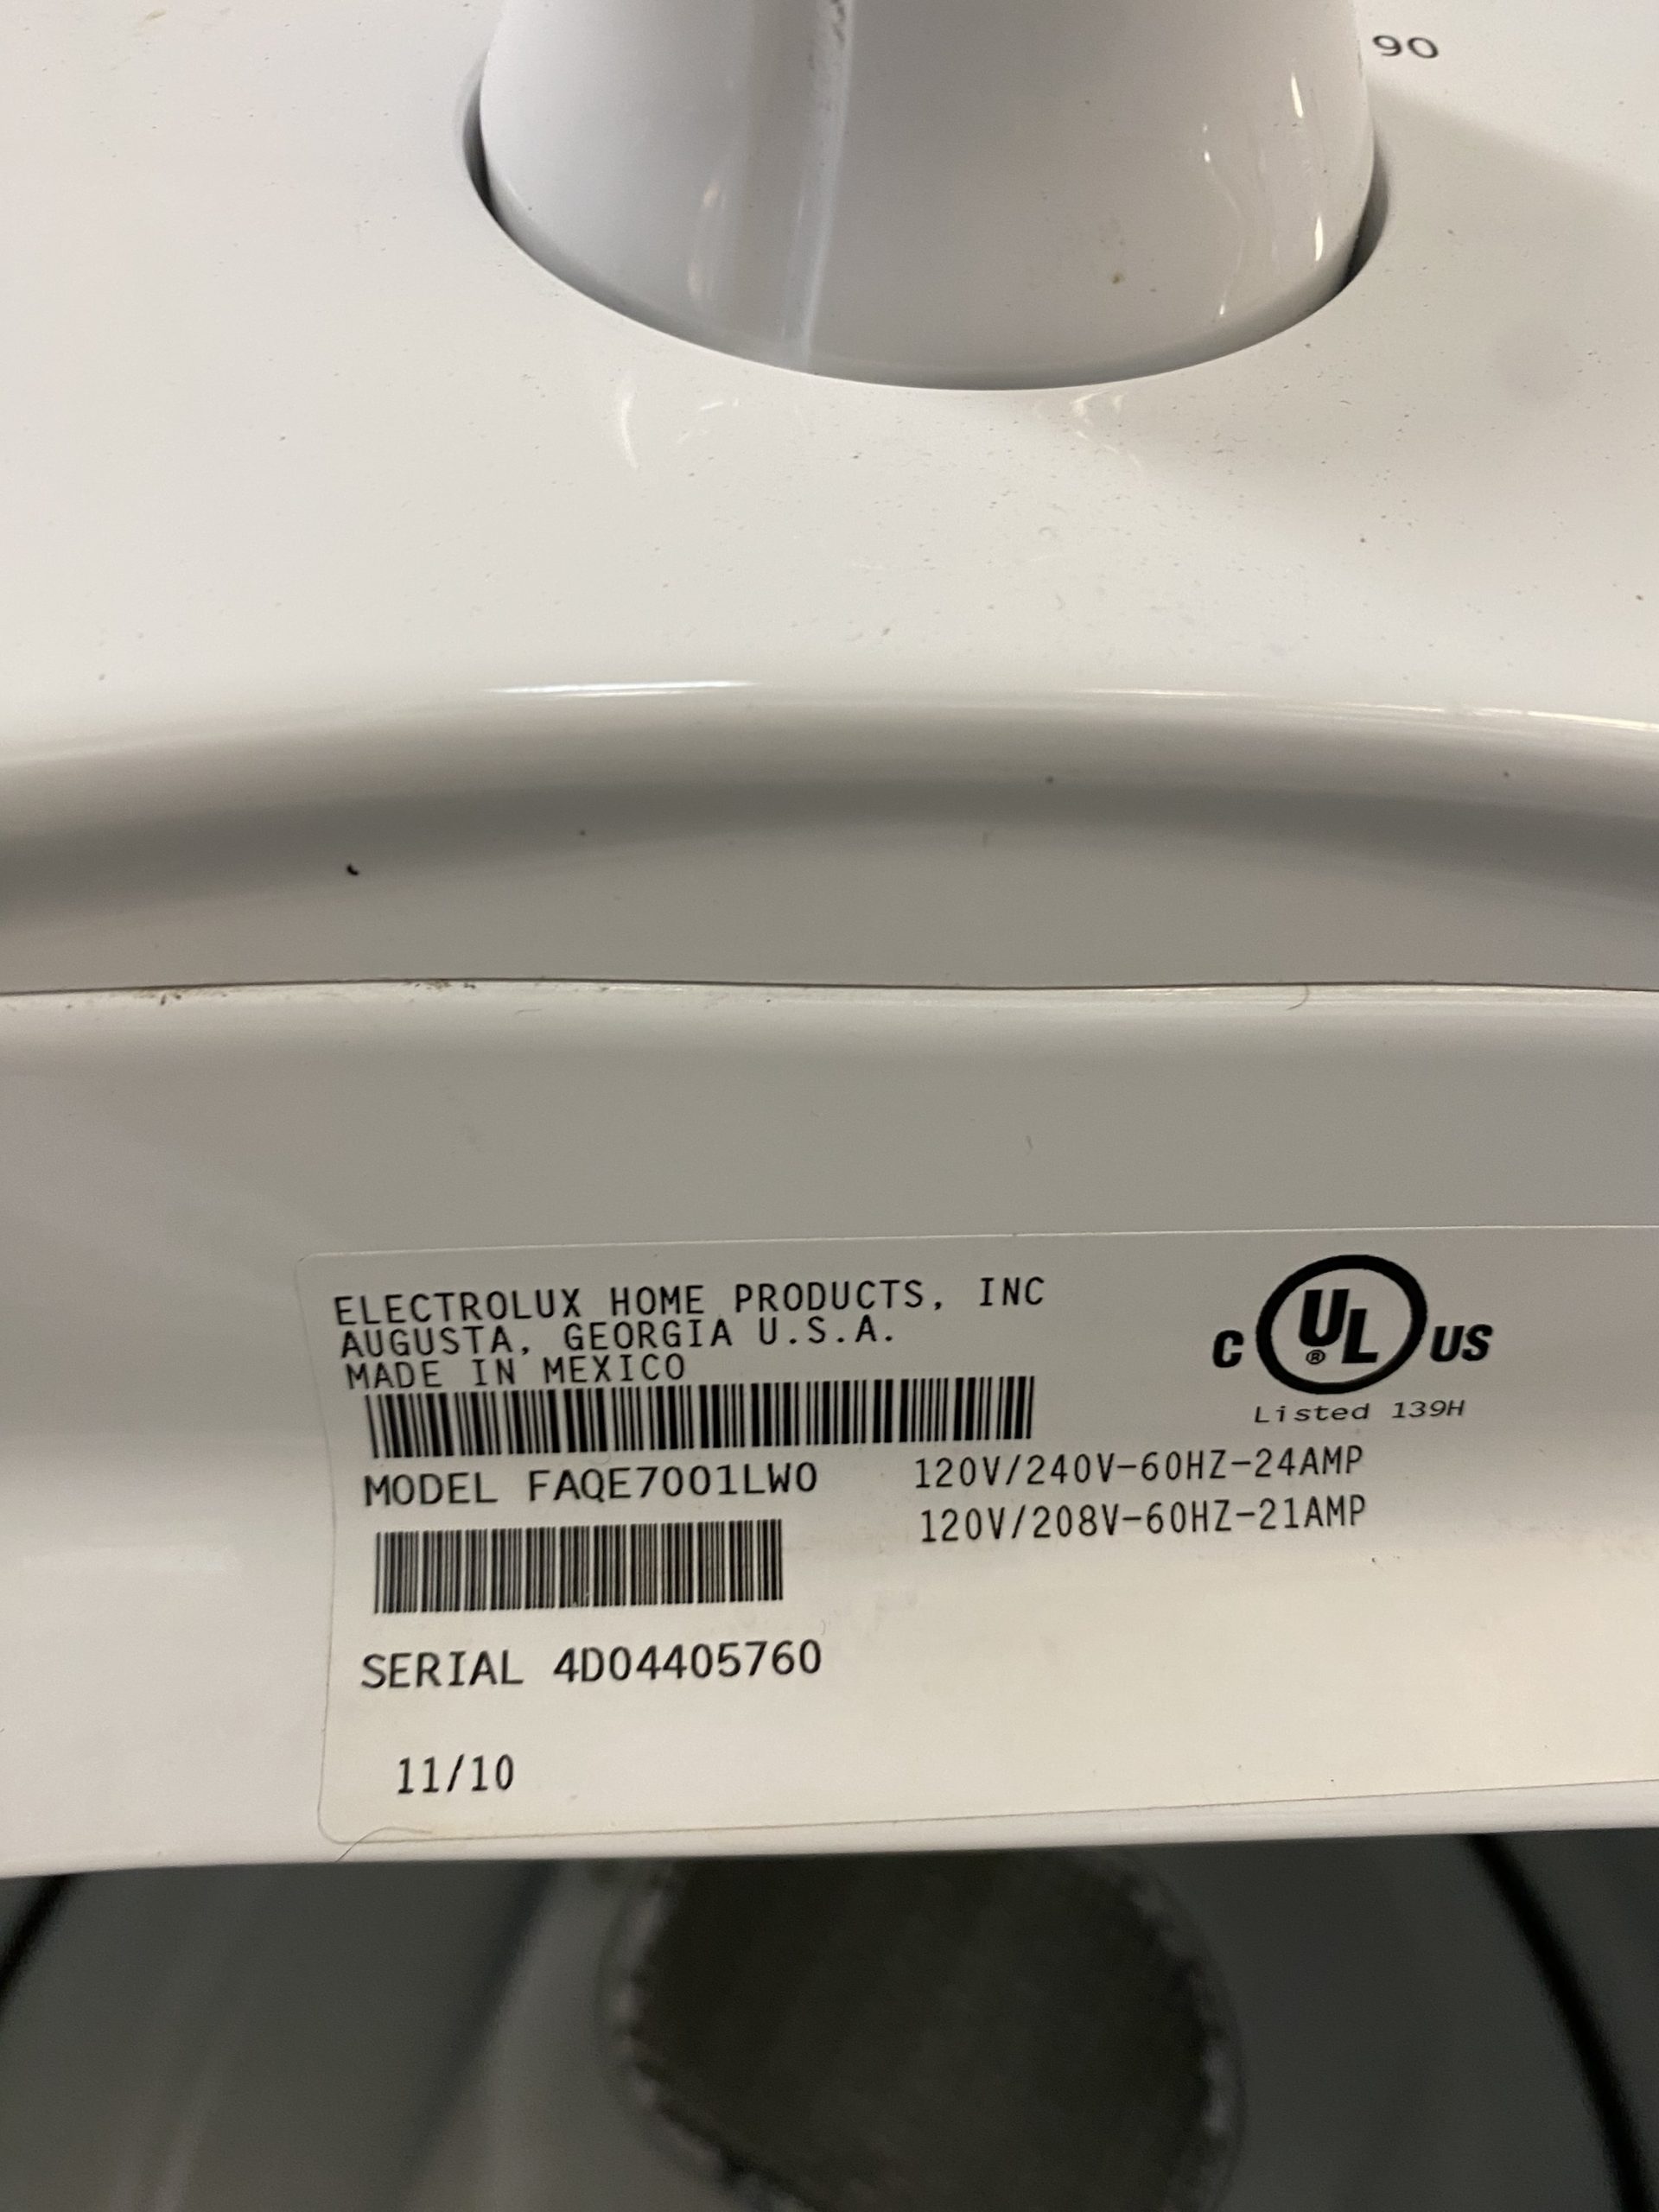 90
ELECTROLUX HOME PRODUCTS, INC
AUGUSTA, GEORGIA U.S.A.
MADE IN MEXICO
C UL® US
Listed 139H
MODEL FAQE7001LW0
120V/240V-60HZ-24AMP
120V/208V-60HZ-21AMP
SERIAL 4D04405760
11/10